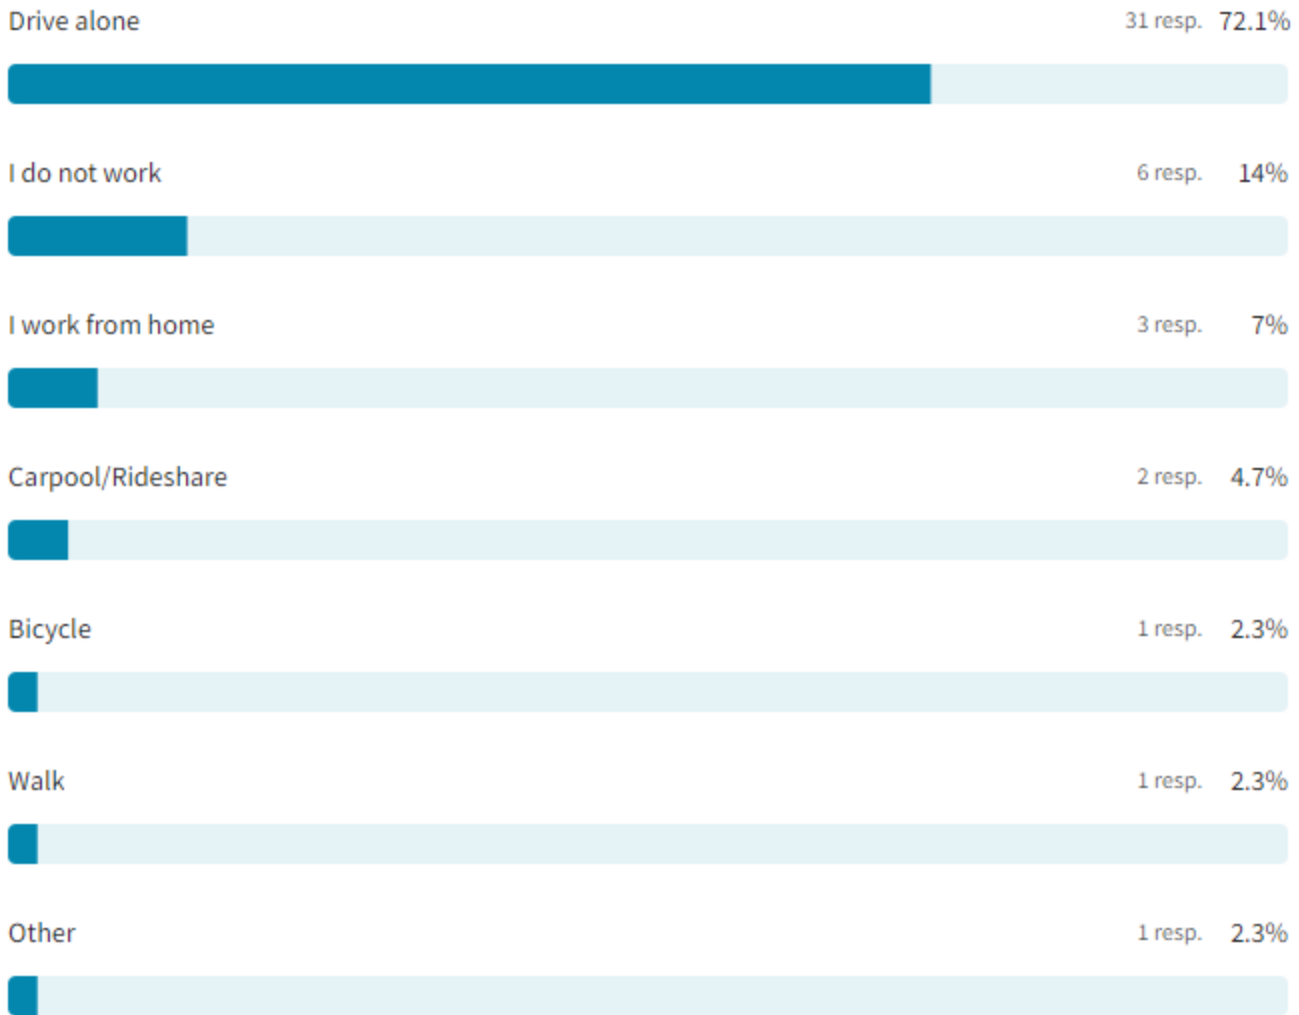 Drive alone 31 resp. 72.1%
I do not work 6 resp. 14%
I work from home 3 resp. 7%
Carpool/Rideshare 2 resp. 4.7%
Bicycle 1 resp. 2.3%
Walk 1 resp. 2.3%
Other 1 resp. 2.3%